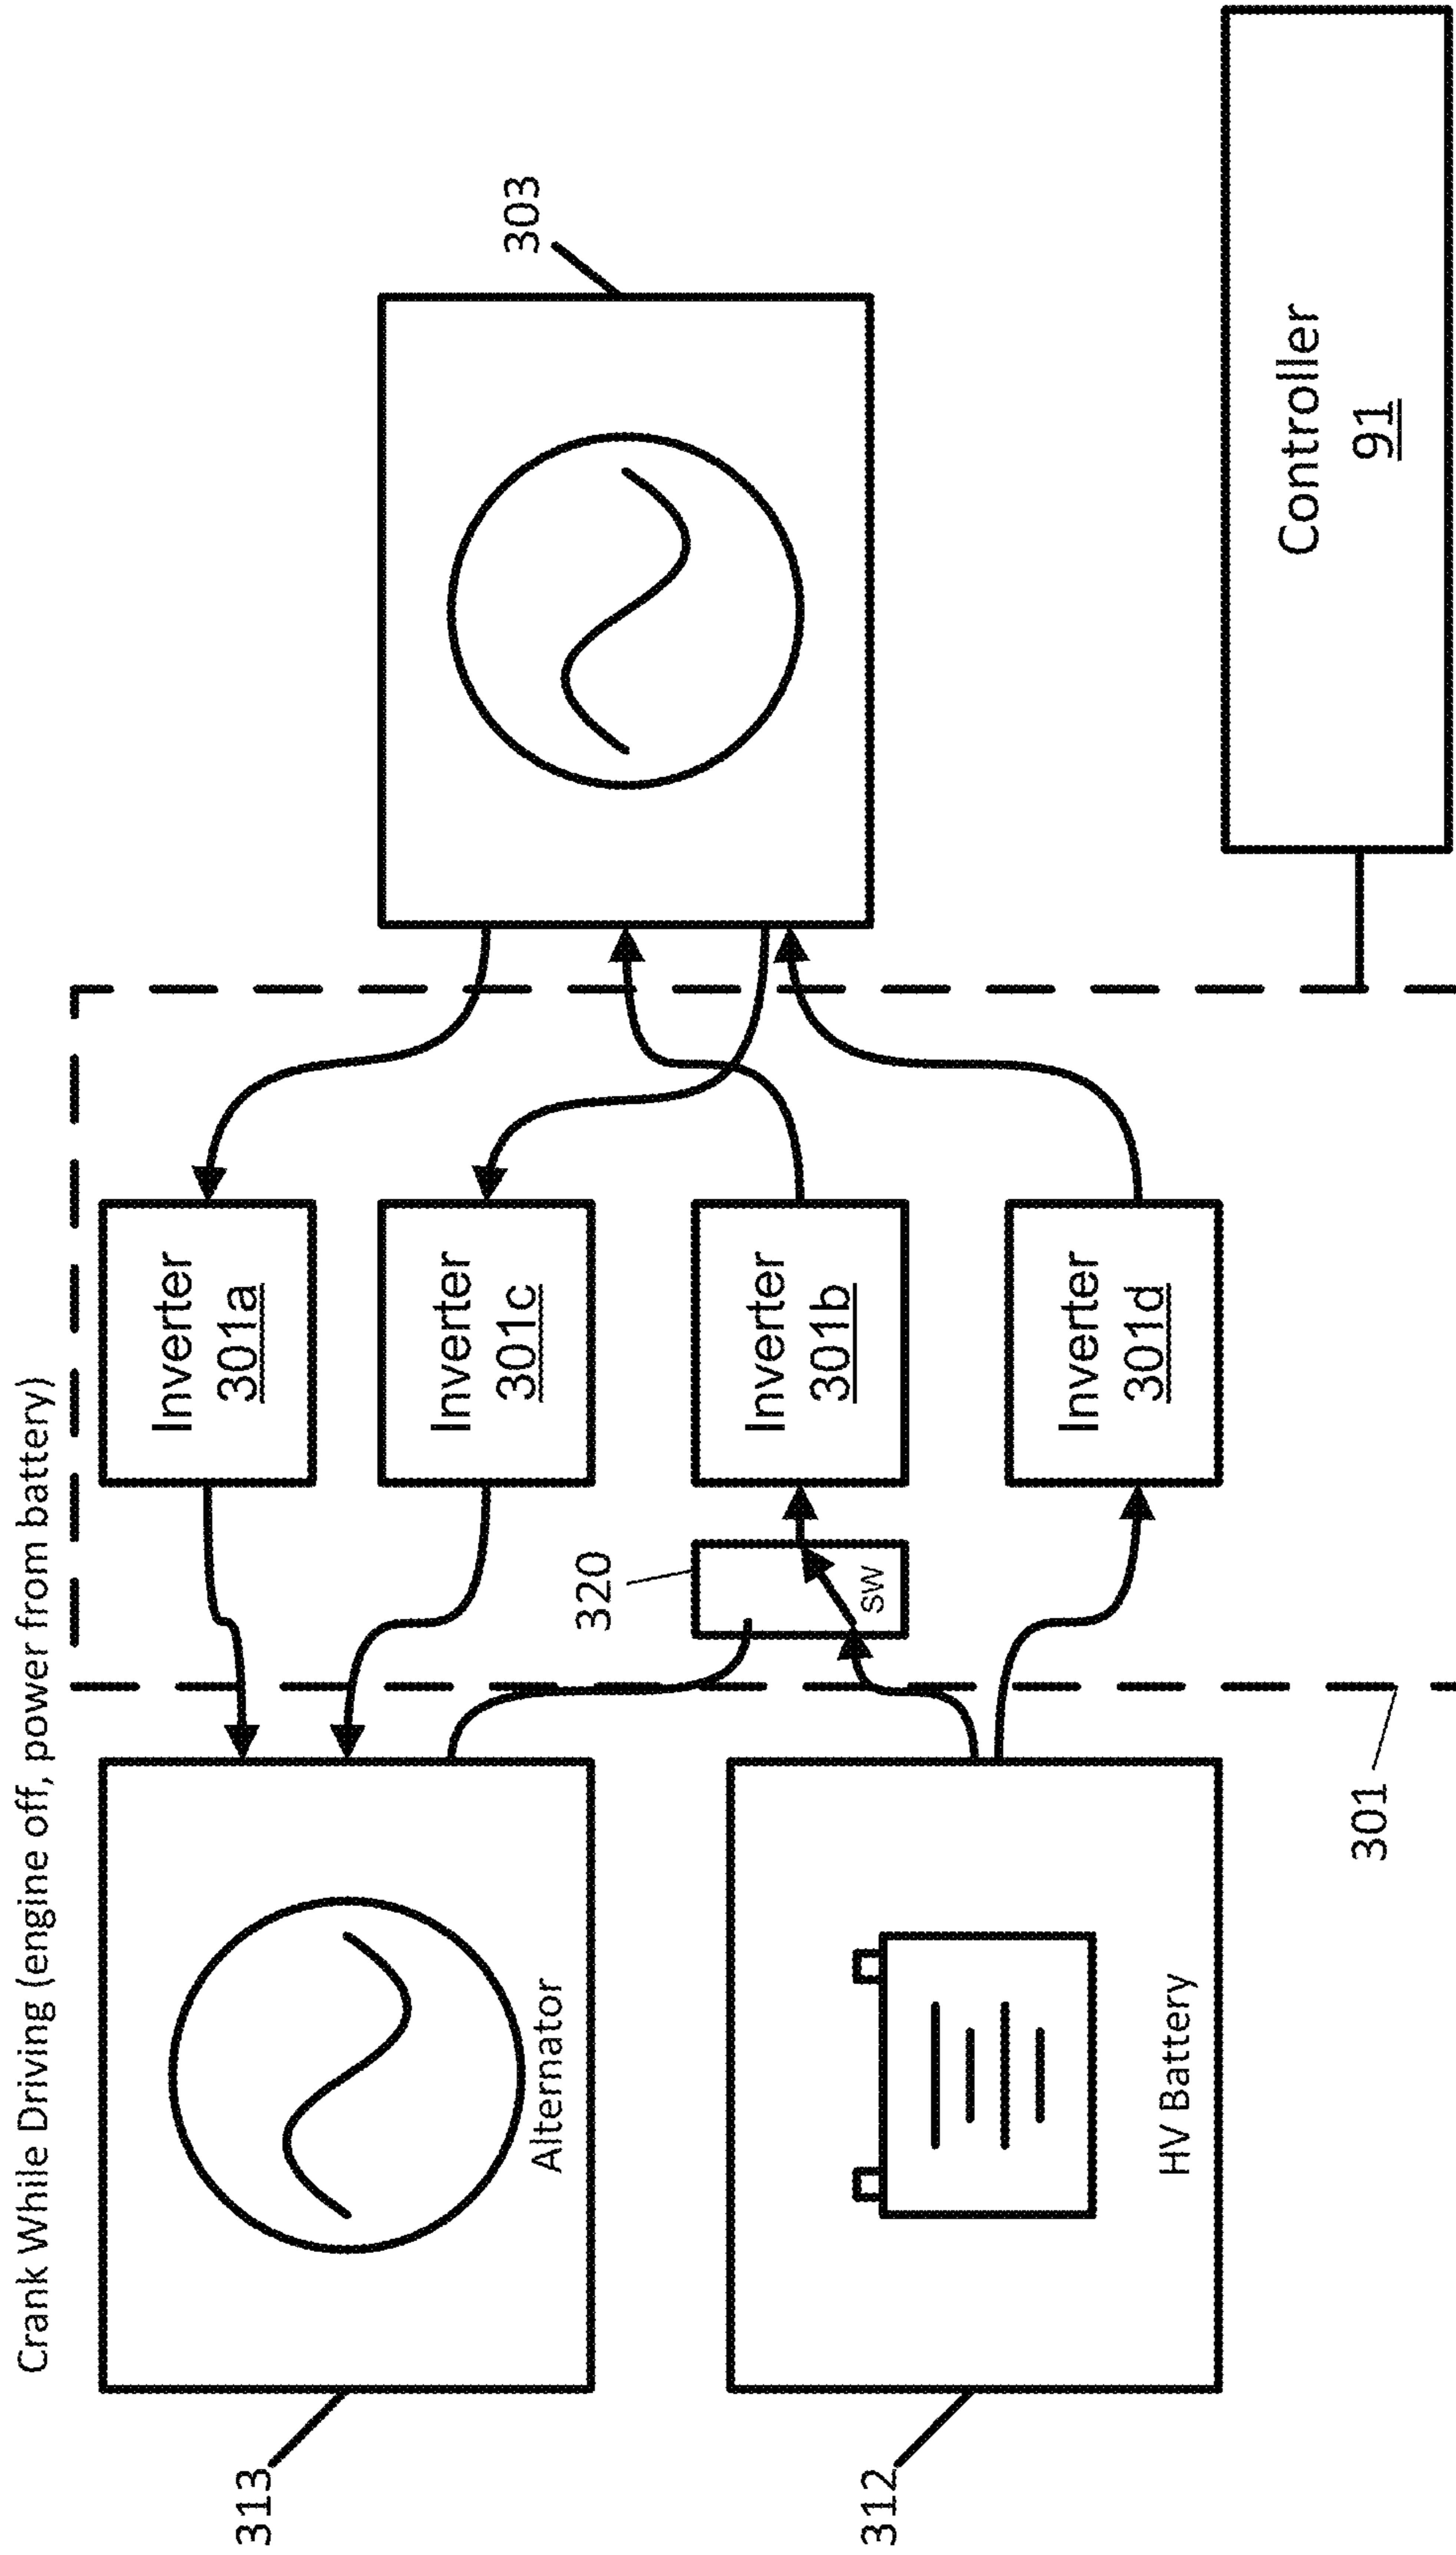 Crank While Driving (engine off, power from battery)
313
Alternator
312
HV Battery
301
320
SW
Inverter
301a
Inverter
301c
Inverter
301b
Inverter
301d
303
Controller
91